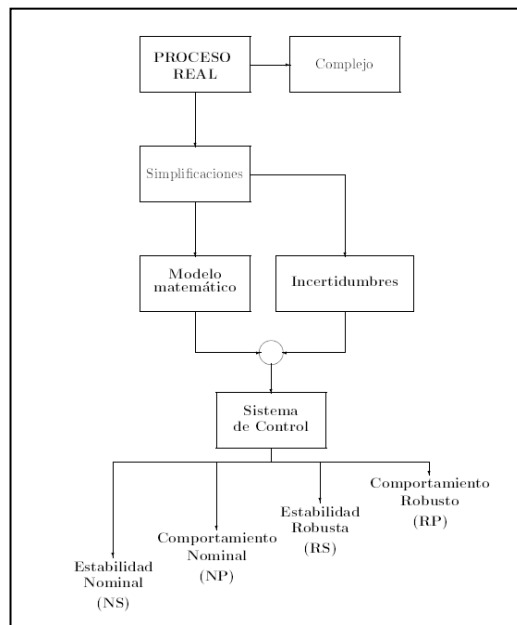 PROCESO
REAL
Complejo
Simplificaciones
Modelo
matemático
Incertidumbres
Sistema
de Control
Estabilidad
Nominal
(NS)
Comportamiento
Nominal
(NP)
Estabilidad
Robusta
(RS)
Comportamiento
Robusto
(RP)